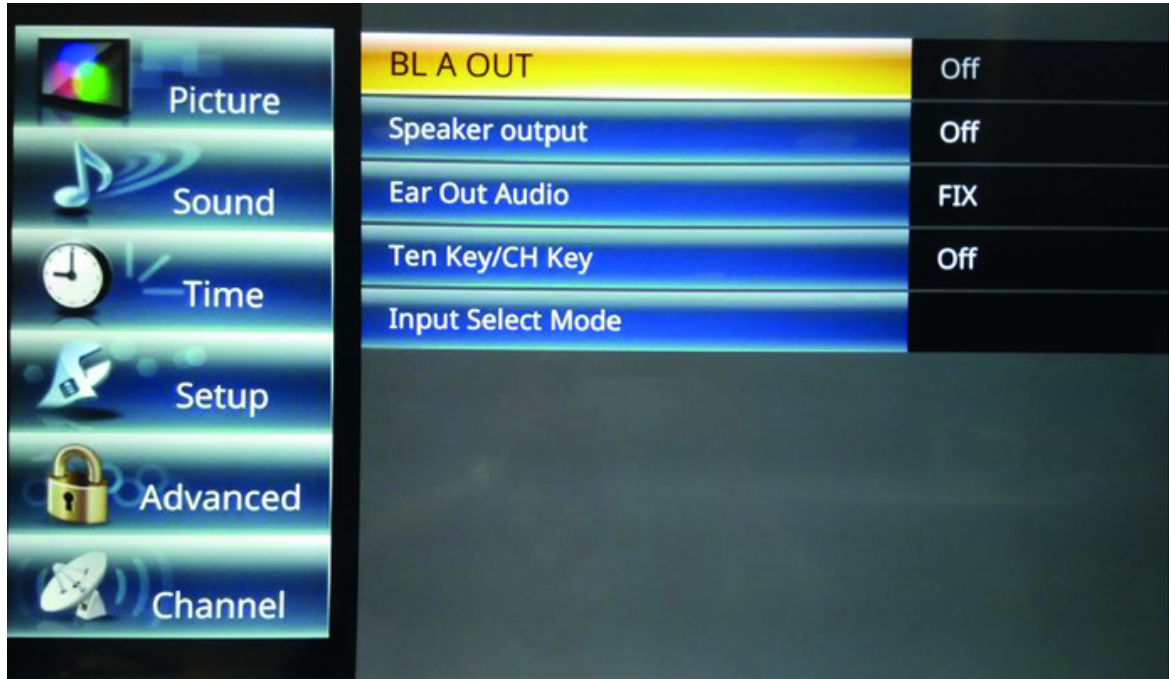 Picture
Sound
Time
Setup
Advanced
Channel
BL A OUT Off
Speaker output Off
Ear Out Audio FIX
Ten Key/CH Key Off
Input Select Mode